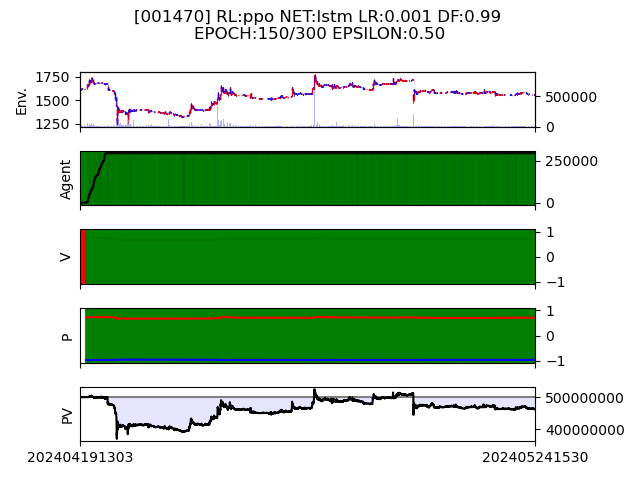 [001470] RL:ppo NET:lstm LR:0.001 DF:0.99
EPOCH:150/300 EPSILON:0.50
Env.
1750
1500
1250
500000
0
Agent
250000
0
V
1
0
−1
P
1
0
−1
PV
500000000
400000000
202404191303
202405241530